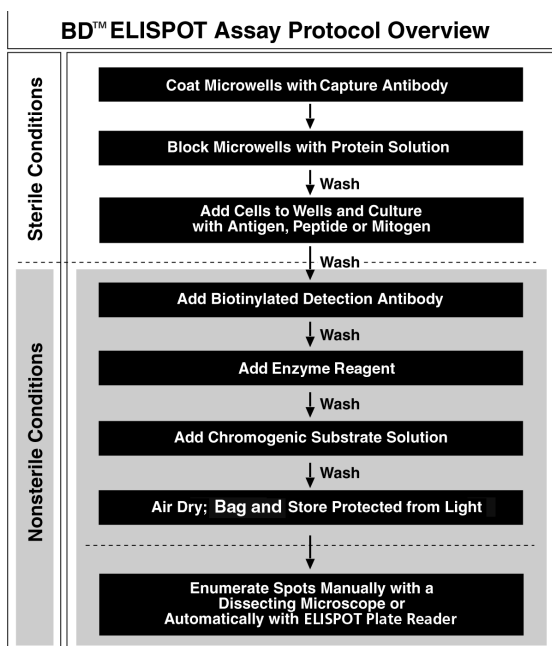 BD™ ELISPOT Assay Protocol Overview
Sterile Conditions
Coat Microwells with Capture Antibody
Block Microwells with Protein Solution
Wash
Add Cells to Wells and Culture
with Antigen, Peptide or Mitogen
Wash
Nonsterile Conditions
Add Biotinylated Detection Antibody
Wash
Add Enzyme Reagent
Wash
Add Chromogenic Substrate Solution
Wash
Air Dry; Bag and Store Protected from Light
Enumerate Spots Manually with a
Dissecting Microscope or
Automatically with ELISPOT Plate Reader